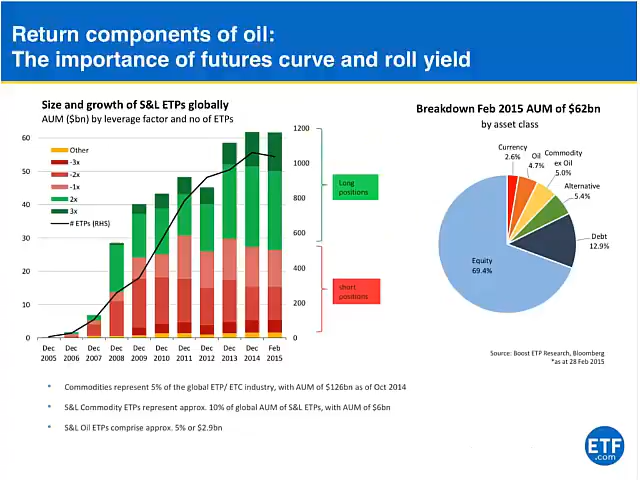 Return components of oil:
The importance of futures curve and roll yield
Size and growth of S&L ETPs globally
AUM ($bn) by leverage factor and no of ETPs
60
50
40
30
20
10
0
Other
-3x
-2x
-1x
2x
3x
# ETPs (RHS)
1200
1000
800
600
400
200
0
Dec Dec Dec Dec Dec Dec Dec Dec Dec Dec Feb
2005 2006 2007 2008 2009 2010 2011 2012 2013 2014 2015
Long
positions
short
positions
Breakdown Feb 2015 AUM of $62bn
by asset class
Currency
2.6%
Oil
4.7%
Commodity
ex Oil
5.0%
Alternative
5.4%
Debt
12.9%
Equity
69.4%
Source: Boost ETP Research, Bloomberg
*as at 28 Feb 2015
• Commodities represent 5% of the global ETP/ ETC industry, with AUM of $126bn as of Oct 2014
• S&L Commodity ETPs represent approx. 10% of global AUM of S&L ETPs, with AUM of $6bn
• S&L Oil ETPs comprise approx. 5% or $2.9bn
ETF
.com